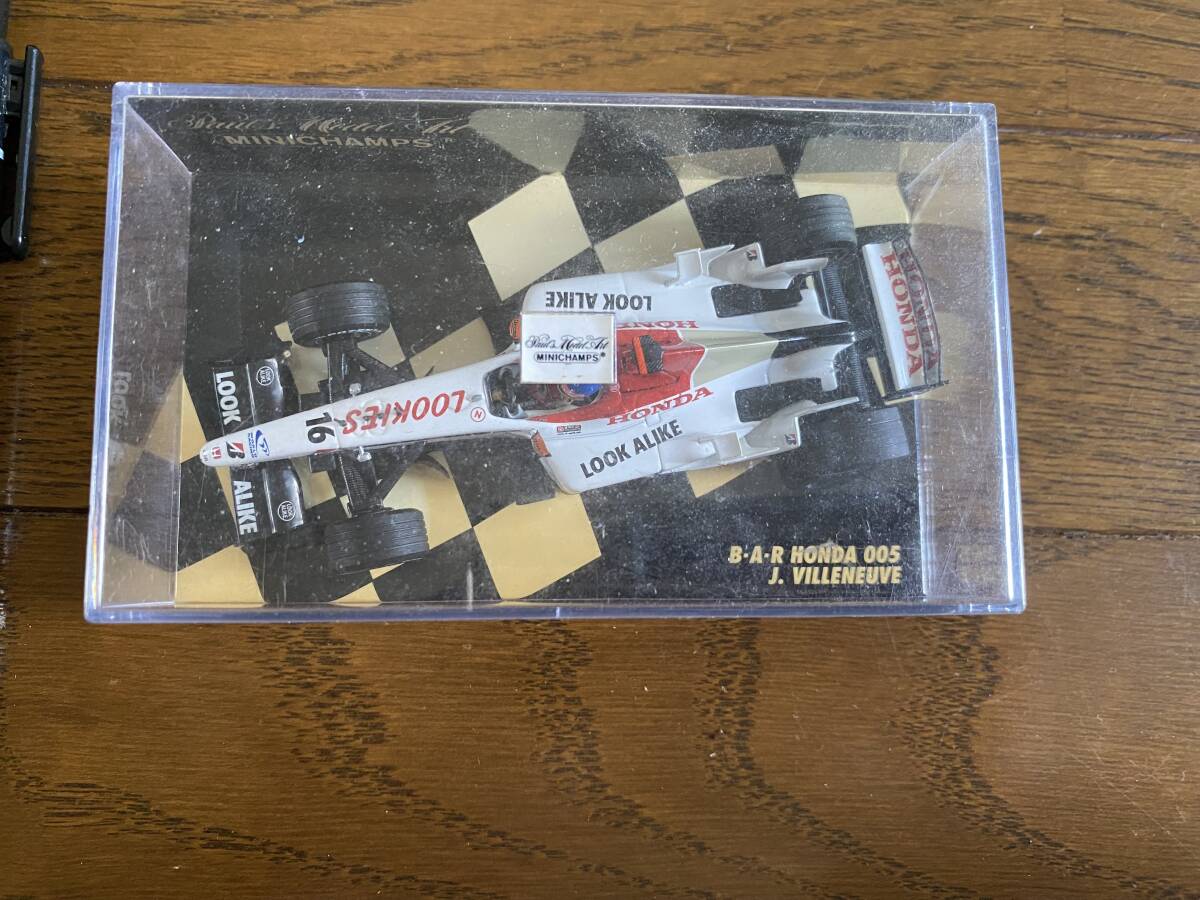 Paul's Model Art
MINICHAMPS
LOOK ALIKE
HONDA
Paul's Model Art
MINICHAMPS
HONDA
HONDA
HONDA
LOOK ALIKE
LOOKIES
16
LOOK
ALIKE
B·A·R HONDA 005
J. VILLENEUVE